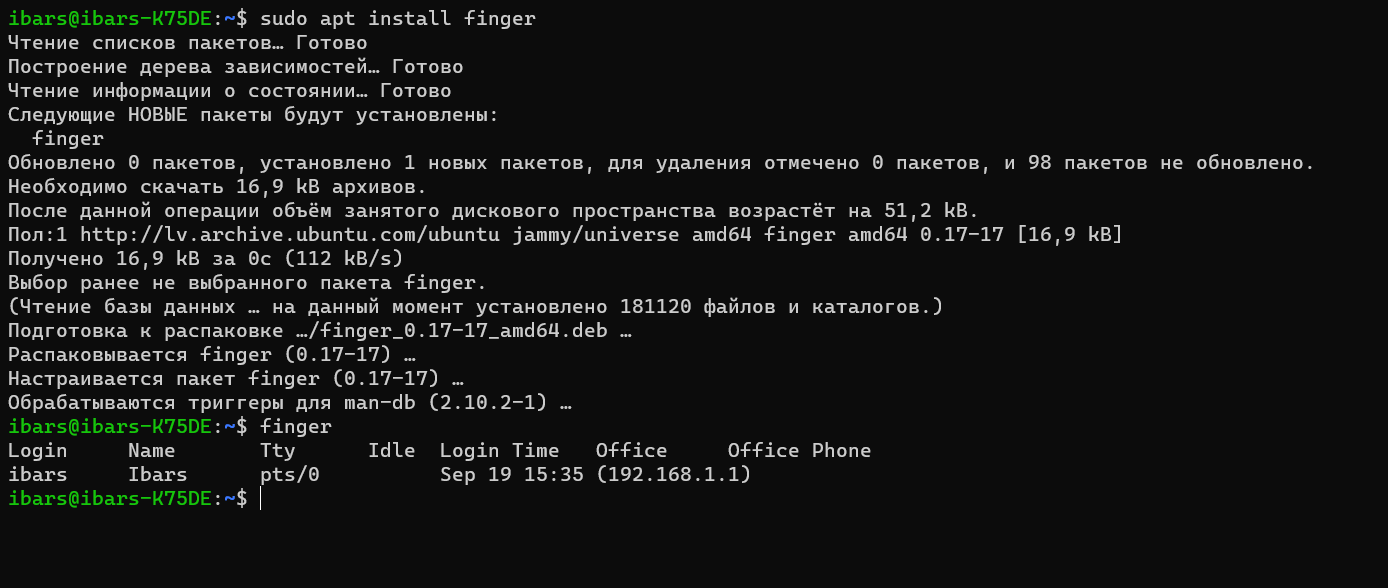 ibars@ibars-K75DE:~$ sudo apt install finger
Чтение списков пакетов… Готово
Построение дерева зависимостей… Готово
Чтение информации о состоянии… Готово
Следующие НОВЫЕ пакеты будут установлены:
  finger
Обновлено 0 пакетов, установлено 1 новых пакетов, для удаления отмечено 0 пакетов, и 98 пакетов не обновлено.
Необходимо скачать 16,9 kB архивов.
После данной операции объём занятого дискового пространства возрастёт на 51,2 kB.
Пол:1 http://lv.archive.ubuntu.com/ubuntu jammy/universe amd64 finger amd64 0.17-17 [16,9 kB]
Получено 16,9 kB за 0с (112 kB/s)
Выбор ранее не выбранного пакета finger.
(Чтение базы данных … на данный момент установлено 181120 файлов и каталогов.)
Подготовка к распаковке …/finger_0.17-17_amd64.deb …
Распаковывается finger (0.17-17) …
Настраивается пакет finger (0.17-17) …
Обрабатываются триггеры для man-db (2.10.2-1) …
ibars@ibars-K75DE:~$ finger
Login     Name       Tty      Idle  Login Time   Office     Office Phone
ibars     Ibars      pts/0          Sep 19 15:35 (192.168.1.1)
ibars@ibars-K75DE:~$